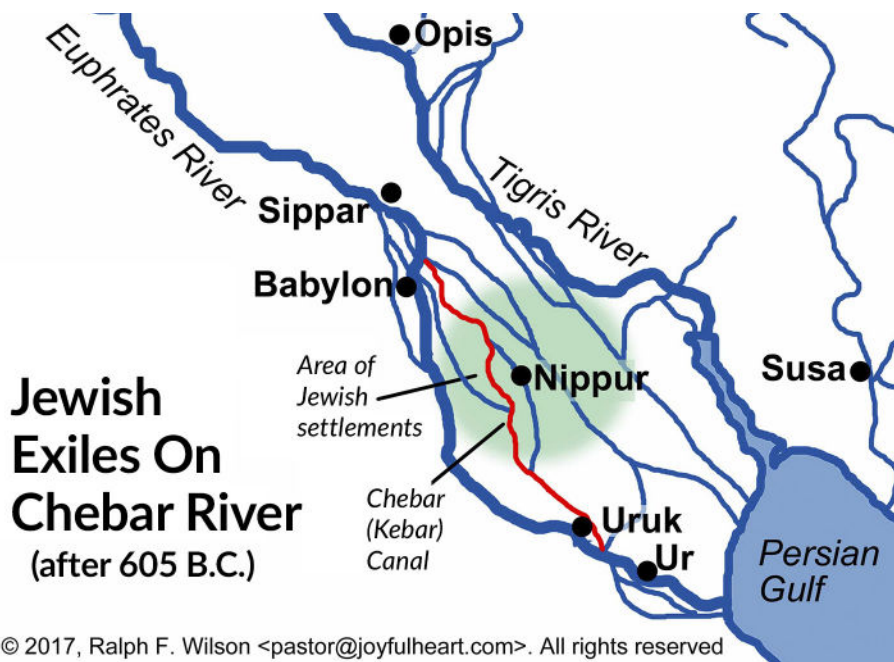 Opis
Euphrates River
Tigris River
Sippar
Babylon
Area of
Jewish
settlements
Nippur
Susa
Jewish
Exiles On
Chebar River
(after 605 B.C.)
Chebar
(Kebar)
Canal
Uruk
Ur
Persian
Gulf
© 2017, Ralph F. Wilson <pastor@joyfulheart.com>. All rights reserved